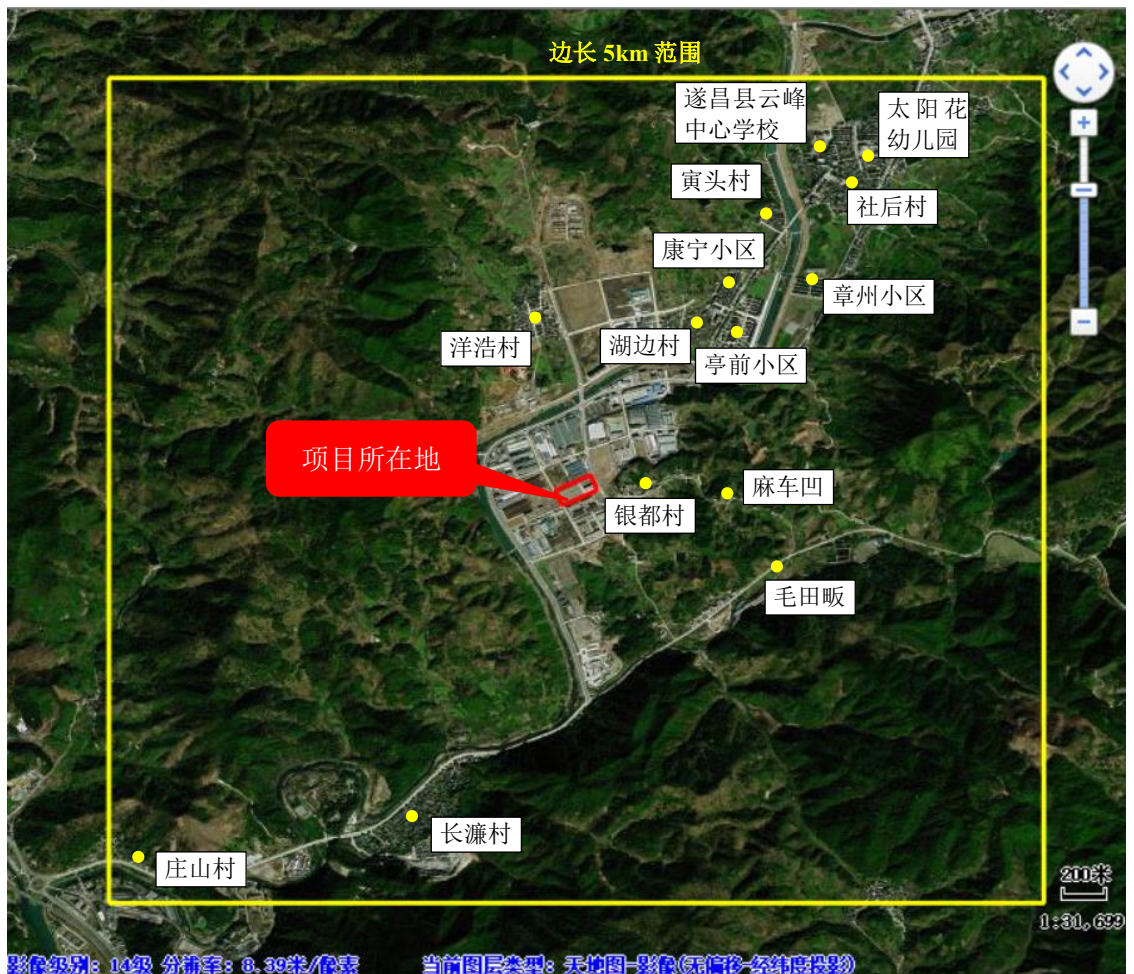 边长 5km 范围
遂昌县云峰
中心学校
太阳花
幼儿园
寅头村
社后村
康宁小区
章州小区
洋浩村
湖边村
亭前小区
项目所在地
银都村
麻车凹
毛田畈
长濂村
庄山村
200米
1:31,699
影像级别: 14级 分辨率: 8.39米/像素 当前图层类型: 天地图-影像(无偏移-经纬度投影)